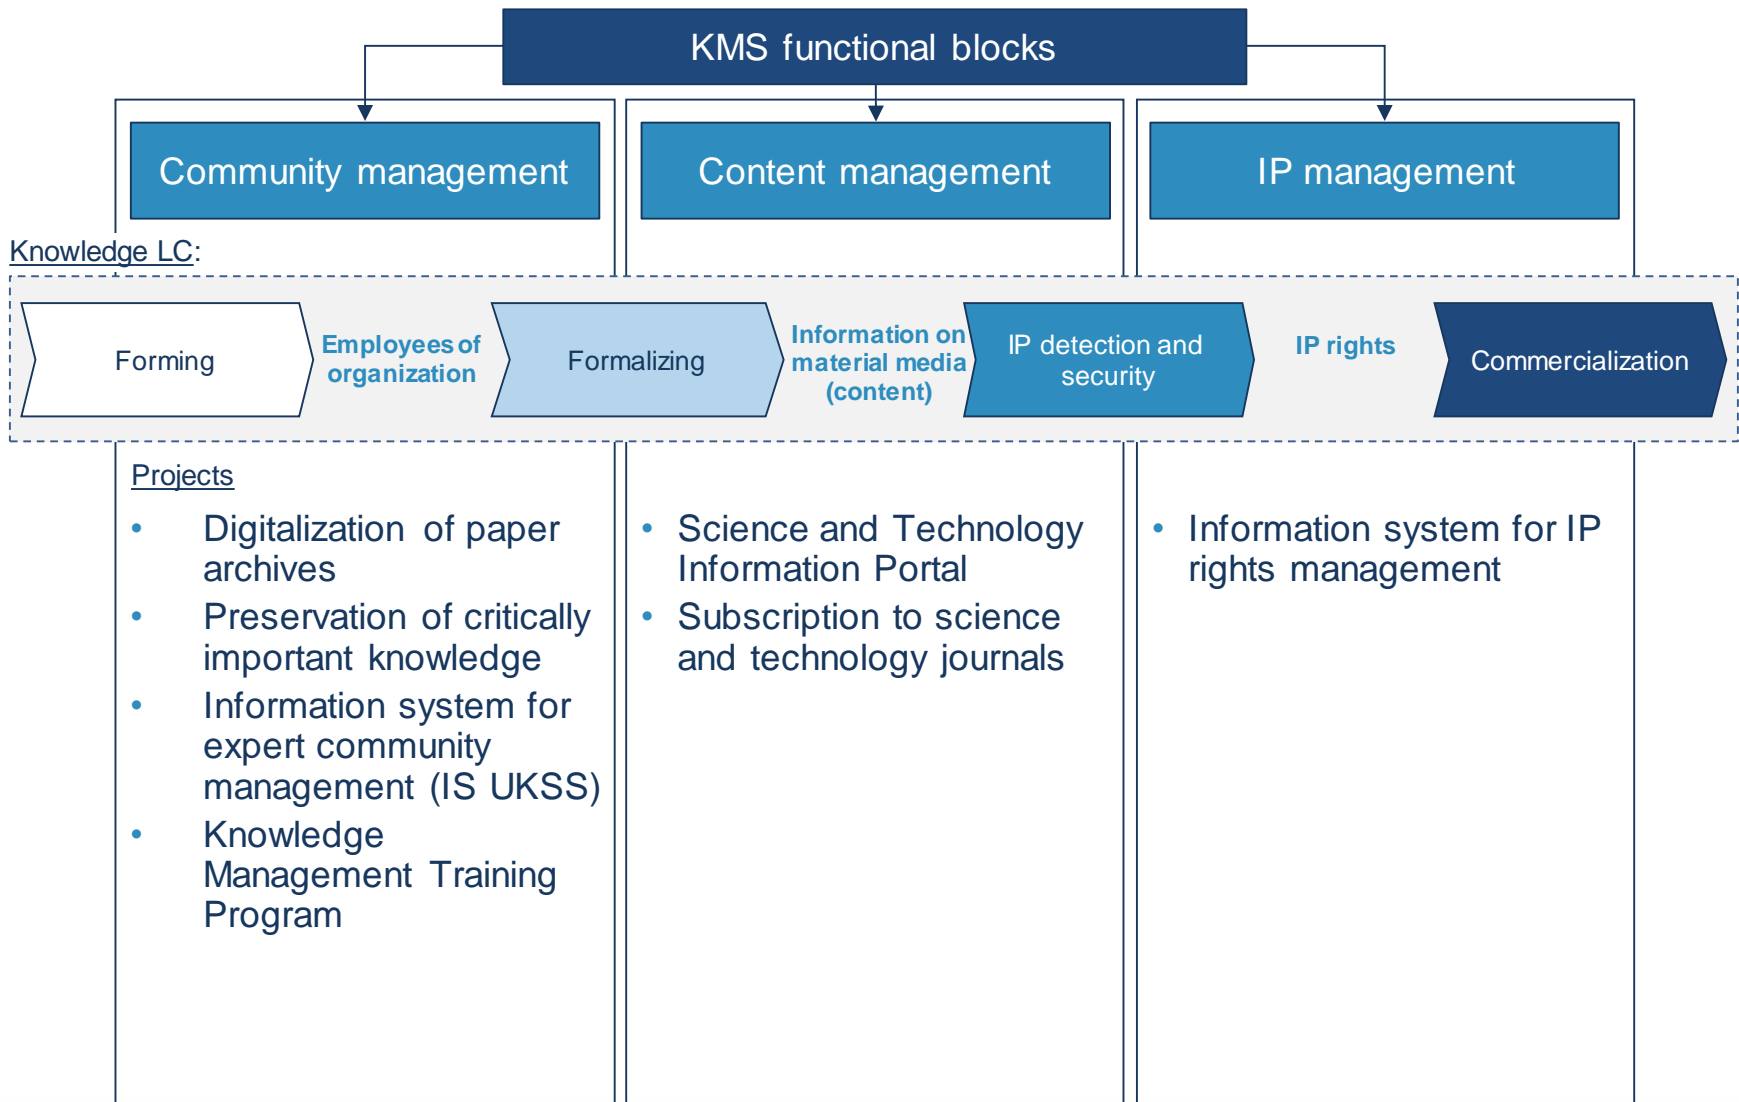 KMS functional blocks
Community management
Content management
IP management
Knowledge LC:
Forming
Employees of
organization
Formalizing
Information on
material media
(content)
IP detection and
security
IP rights
Commercialization
Projects
• Digitalization of paper
archives
• Preservation of critically
important knowledge
• Information system for
expert community
management (IS UKSS)
• Knowledge
Management Training
Program
• Science and Technology
Information Portal
• Subscription to science
and technology journals
• Information system for IP
rights management